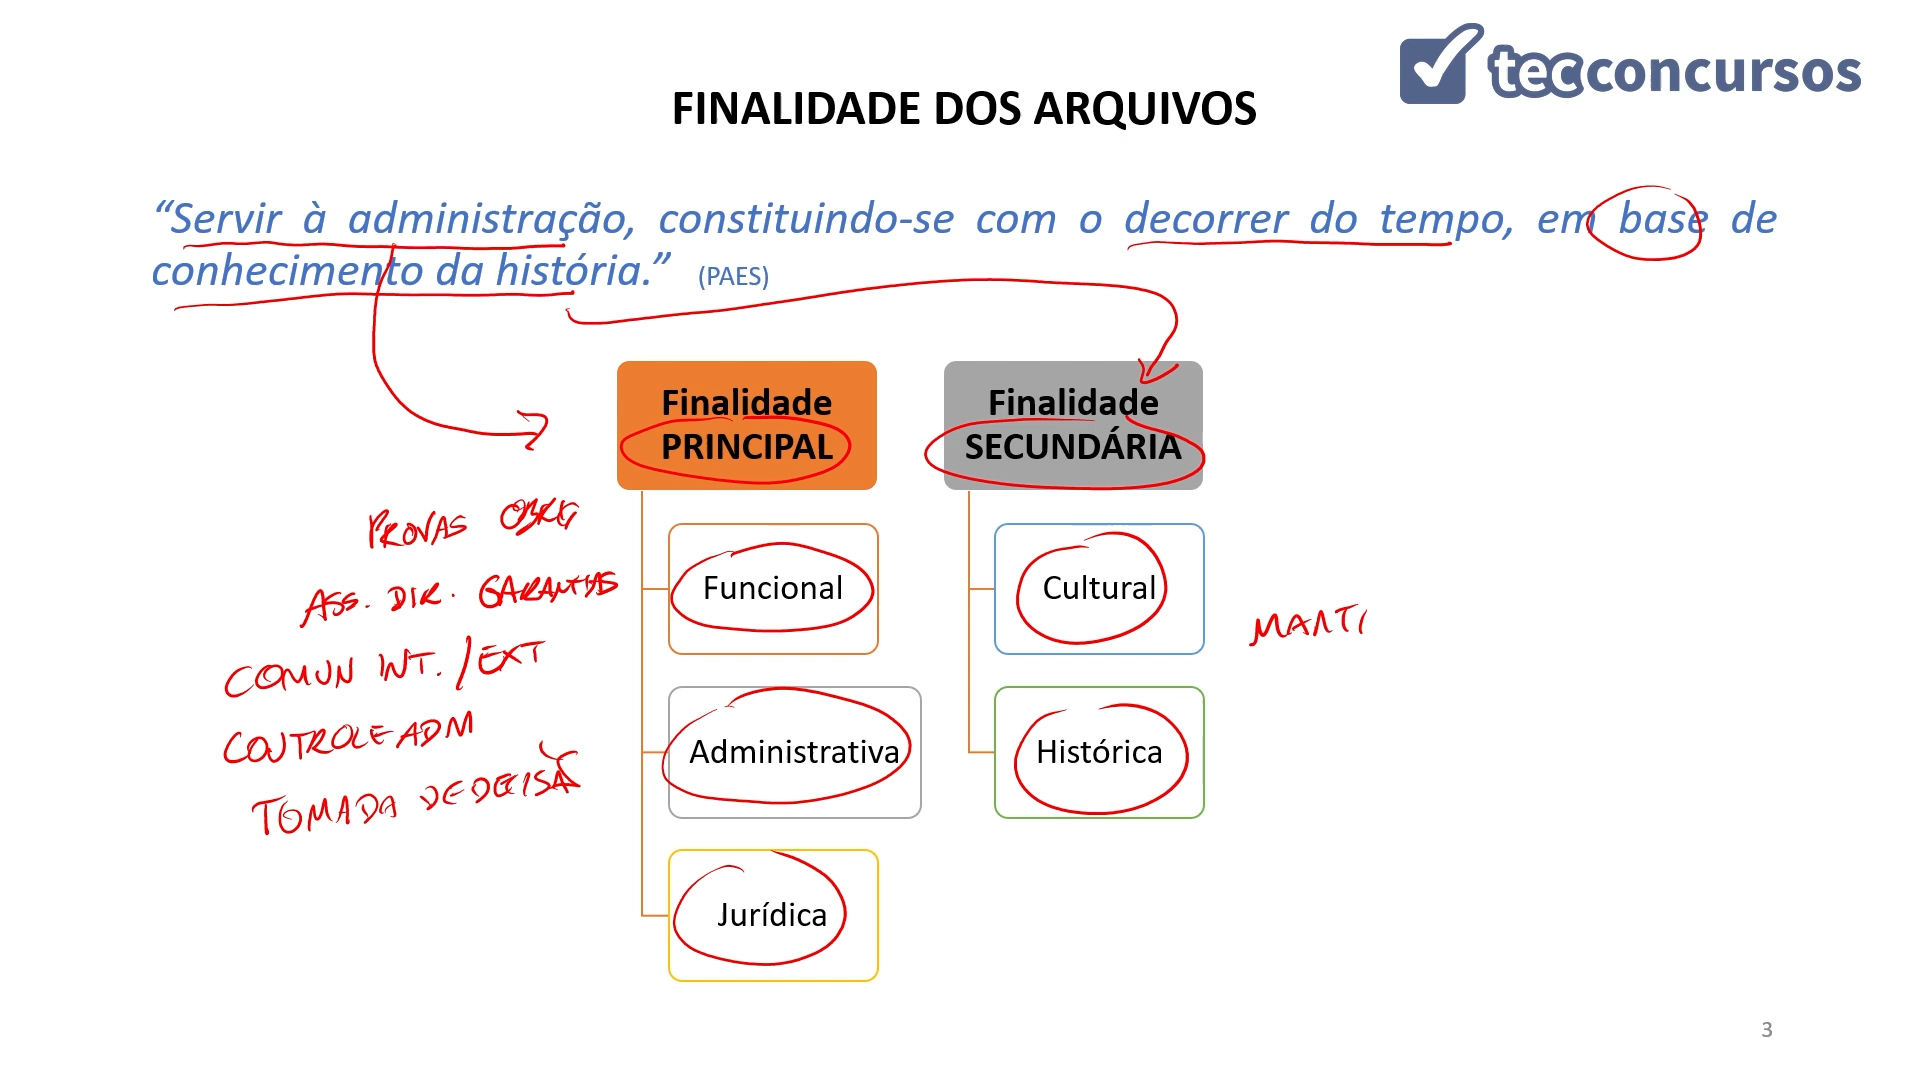 tecconcursos
FINALIDADE DOS ARQUIVOS
“Servir à administração, constituindo-se com o decorrer do tempo, em base de
conhecimento da história.” (PAES)
Finalidade
PRINCIPAL
PROVAS OBRIG
ASS. DIR. GARANTIAS
COMUN INT. / EXT
CONTROLE ADM
TOMADA DE
Funcional
Administrativa
Jurídica
Finalidade
SECUNDÁRIA
Cultural
Histórica
MANTI
3